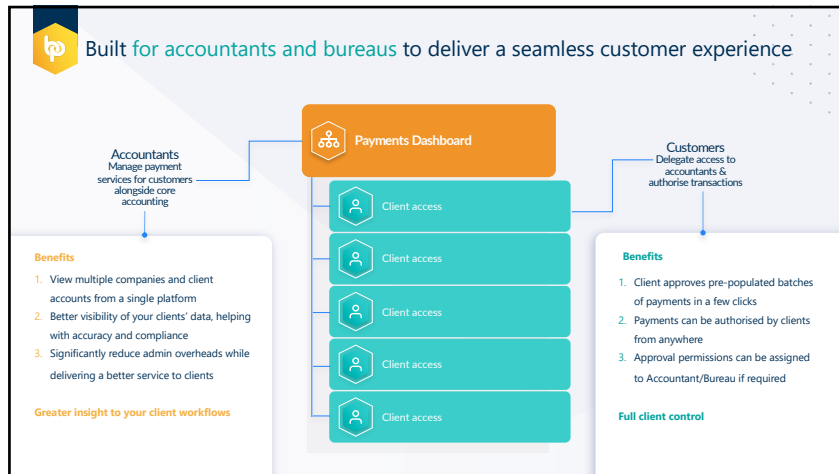 Built for accountants and bureaus to deliver a seamless customer experience
Accountants
Manage payment
services for customers
alongside core
accounting
Payments Dashboard
Customers
Delegate access to
accountants &
authorise transactions
Client access
Client access
Client access
Client access
Client access
Benefits
1. View multiple companies and client
accounts from a single platform
2. Better visibility of your clients' data, helping
with accuracy and compliance
3. Significantly reduce admin overheads while
delivering a better service to clients
Greater insight to your client workflows
Benefits
1. Client approves pre-populated batches
of payments in a few clicks
2. Payments can be authorised by clients
from anywhere
3. Approval permissions can be assigned
to Accountant/Bureau if required
Full client control